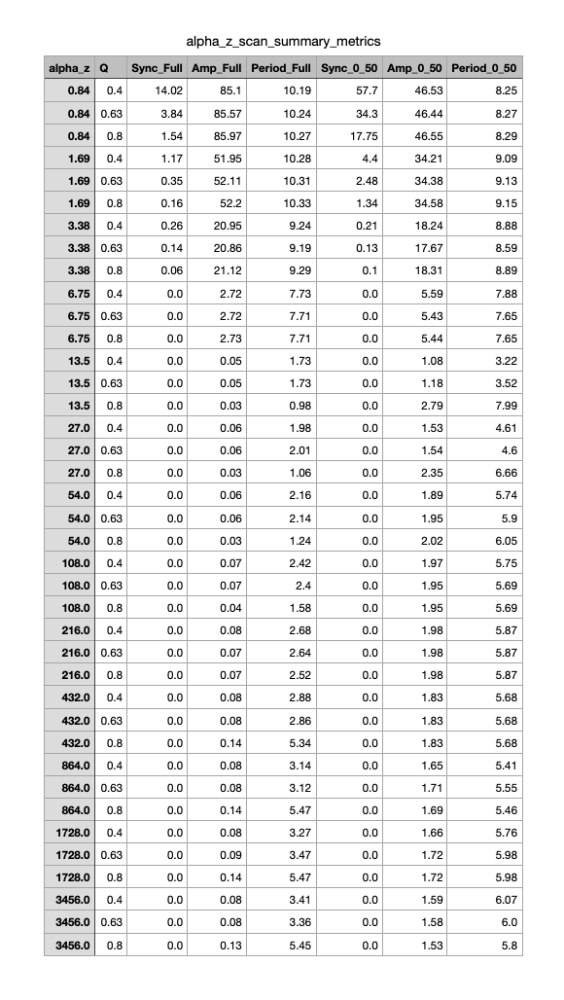 alpha_z_scan_summary_metrics
alpha_z Q Sync_Full Amp_Full Period_Full Sync_0_50 Amp_0_50 Period_0_50
0.84 0.4 14.02 85.1 10.19 57.7 46.53 8.25
0.84 0.63 3.84 85.57 10.24 34.3 46.44 8.27
0.84 0.8 1.54 85.97 10.27 17.75 46.55 8.29
1.69 0.4 1.17 51.95 10.28 4.4 34.21 9.09
1.69 0.63 0.35 52.11 10.31 2.48 34.38 9.13
1.69 0.8 0.16 52.2 10.33 1.34 34.58 9.15
3.38 0.4 0.26 20.95 9.24 0.21 18.24 8.88
3.38 0.63 0.14 20.86 9.19 0.13 17.67 8.59
3.38 0.8 0.06 21.12 9.29 0.1 18.31 8.89
6.75 0.4 0.0 2.72 7.73 0.0 5.59 7.88
6.75 0.63 0.0 2.72 7.71 0.0 5.43 7.65
6.75 0.8 0.0 2.73 7.71 0.0 5.44 7.65
13.5 0.4 0.0 0.05 1.73 0.0 1.08 3.22
13.5 0.63 0.0 0.05 1.73 0.0 1.18 3.52
13.5 0.8 0.0 0.03 0.98 0.0 2.79 7.99
27.0 0.4 0.0 0.06 1.98 0.0 1.53 4.61
27.0 0.63 0.0 0.06 2.01 0.0 1.54 4.6
27.0 0.8 0.0 0.03 1.06 0.0 2.35 6.66
54.0 0.4 0.0 0.06 2.16 0.0 1.89 5.74
54.0 0.63 0.0 0.06 2.14 0.0 1.95 5.9
54.0 0.8 0.0 0.03 1.24 0.0 2.02 6.05
108.0 0.4 0.0 0.07 2.42 0.0 1.97 5.75
108.0 0.63 0.0 0.07 2.4 0.0 1.95 5.69
108.0 0.8 0.0 0.04 1.58 0.0 1.95 5.69
216.0 0.4 0.0 0.08 2.68 0.0 1.98 5.87
216.0 0.63 0.0 0.07 2.64 0.0 1.98 5.87
216.0 0.8 0.0 0.07 2.52 0.0 1.98 5.87
432.0 0.4 0.0 0.08 2.88 0.0 1.83 5.68
432.0 0.63 0.0 0.08 2.86 0.0 1.83 5.68
432.0 0.8 0.0 0.14 5.34 0.0 1.83 5.68
864.0 0.4 0.0 0.08 3.14 0.0 1.65 5.41
864.0 0.63 0.0 0.08 3.12 0.0 1.71 5.55
864.0 0.8 0.0 0.14 5.47 0.0 1.69 5.46
1728.0 0.4 0.0 0.08 3.27 0.0 1.66 5.76
1728.0 0.63 0.0 0.09 3.47 0.0 1.72 5.98
1728.0 0.8 0.0 0.14 5.47 0.0 1.72 5.98
3456.0 0.4 0.0 0.08 3.41 0.0 1.59 6.07
3456.0 0.63 0.0 0.08 3.36 0.0 1.58 6.0
3456.0 0.8 0.0 0.13 5.45 0.0 1.53 5.8